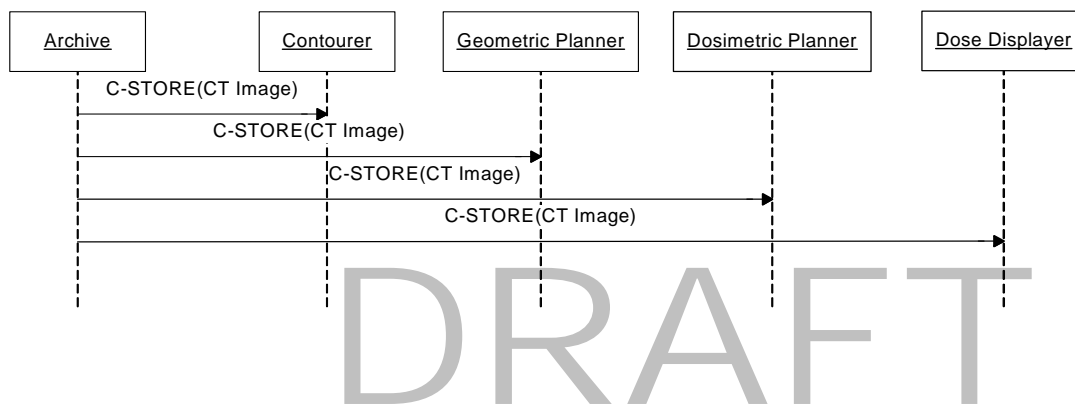 Archive
Contourer
Geometric Planner
Dosimetric Planner
Dose Displayer
C-STORE(CT Image)
C-STORE(CT Image)
C-STORE(CT Image)
C-STORE(CT Image)
DRAFT